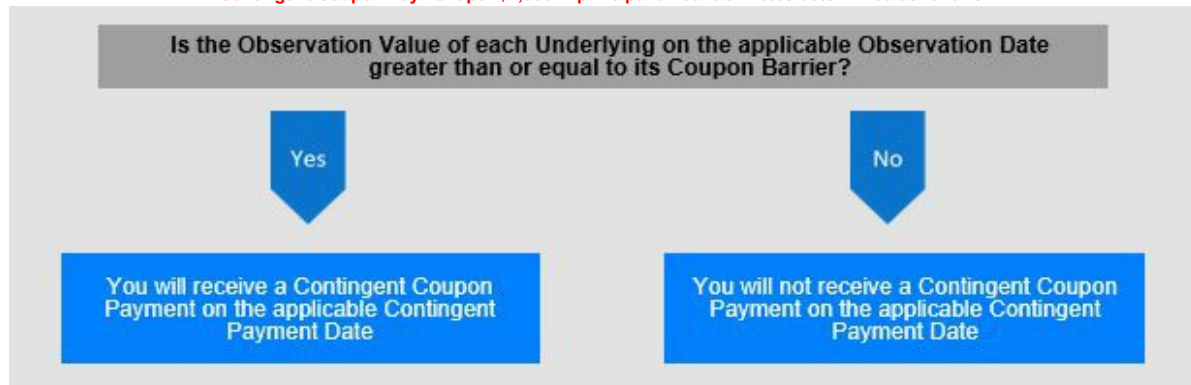 Is the Observation Value of each Underlying on the applicable Observation Date
greater than or equal to its Coupon Barrier?
Yes
No
You will receive a Contingent Coupon
Payment on the applicable Contingent
Payment Date
You will not receive a Contingent Coupon
Payment on the applicable Contingent
Payment Date